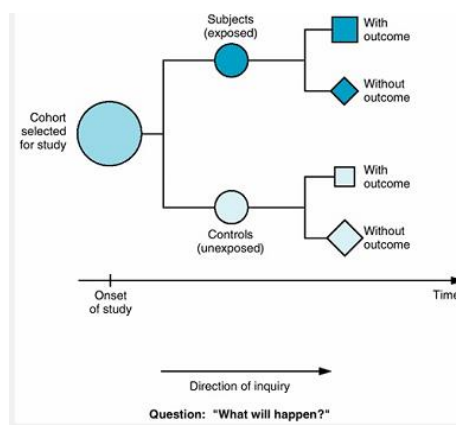 Subjects
(exposed)
With
outcome
Without
outcome
Cohort
selected
for study
With
outcome
Controls
(unexposed)
Without
outcome
Onset
of study
Time
Direction of inquiry
Question: "What will happen?"